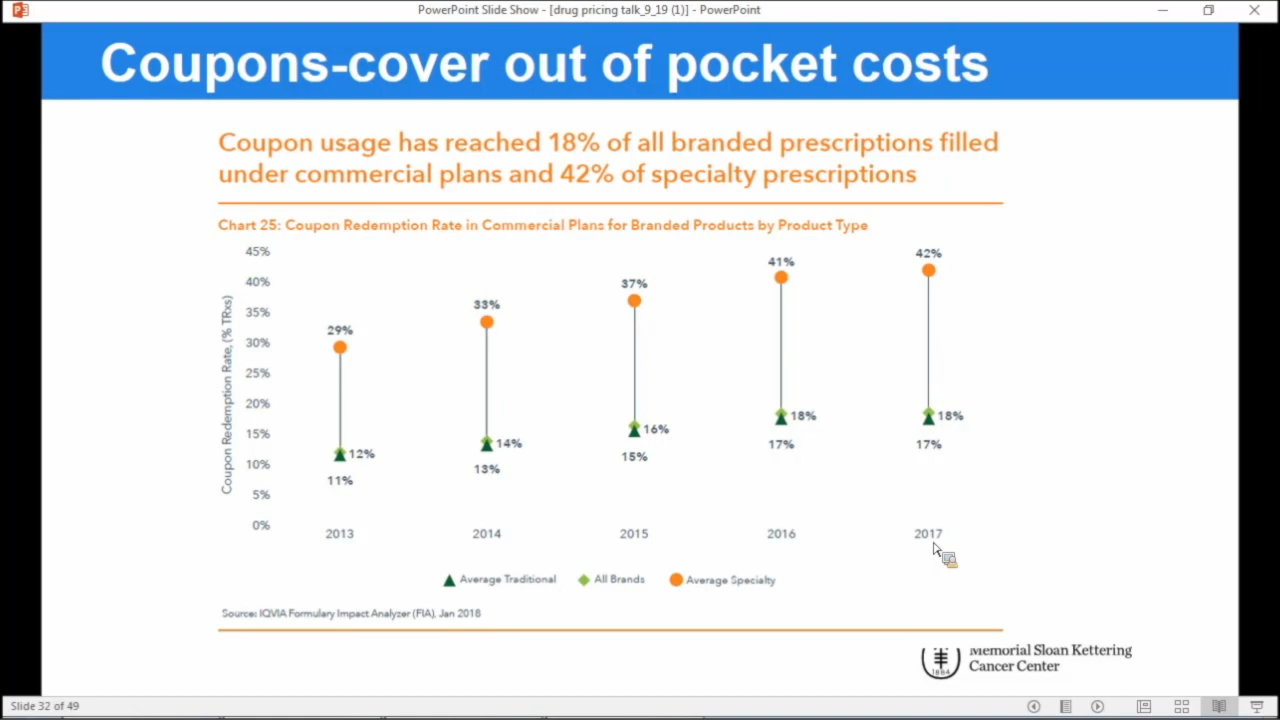 PowerPoint Slide Show - [drug pricing talk_9_19 (1)] - PowerPoint
Coupons-cover out of pocket costs
Coupon usage has reached 18% of all branded prescriptions filled
under commercial plans and 42% of specialty prescriptions
Chart 25: Coupon Redemption Rate in Commercial Plans for Branded Products by Product Type
Coupon Redemption Rate, (% TRxs)
45%
40%
35%
30%
25%
20%
15%
10%
5%
0%
29%
12%
11%
33%
14%
13%
37%
16%
15%
41%
18%
17%
42%
18%
17%
2013 2014 2015 2016 2017
Average Traditional All Brands Average Specialty
Source: IQVIA Formulary Impact Analyzer (FIA), Jan 2018
1884
Memorial Sloan Kettering
Cancer Center
Slide 32 of 49